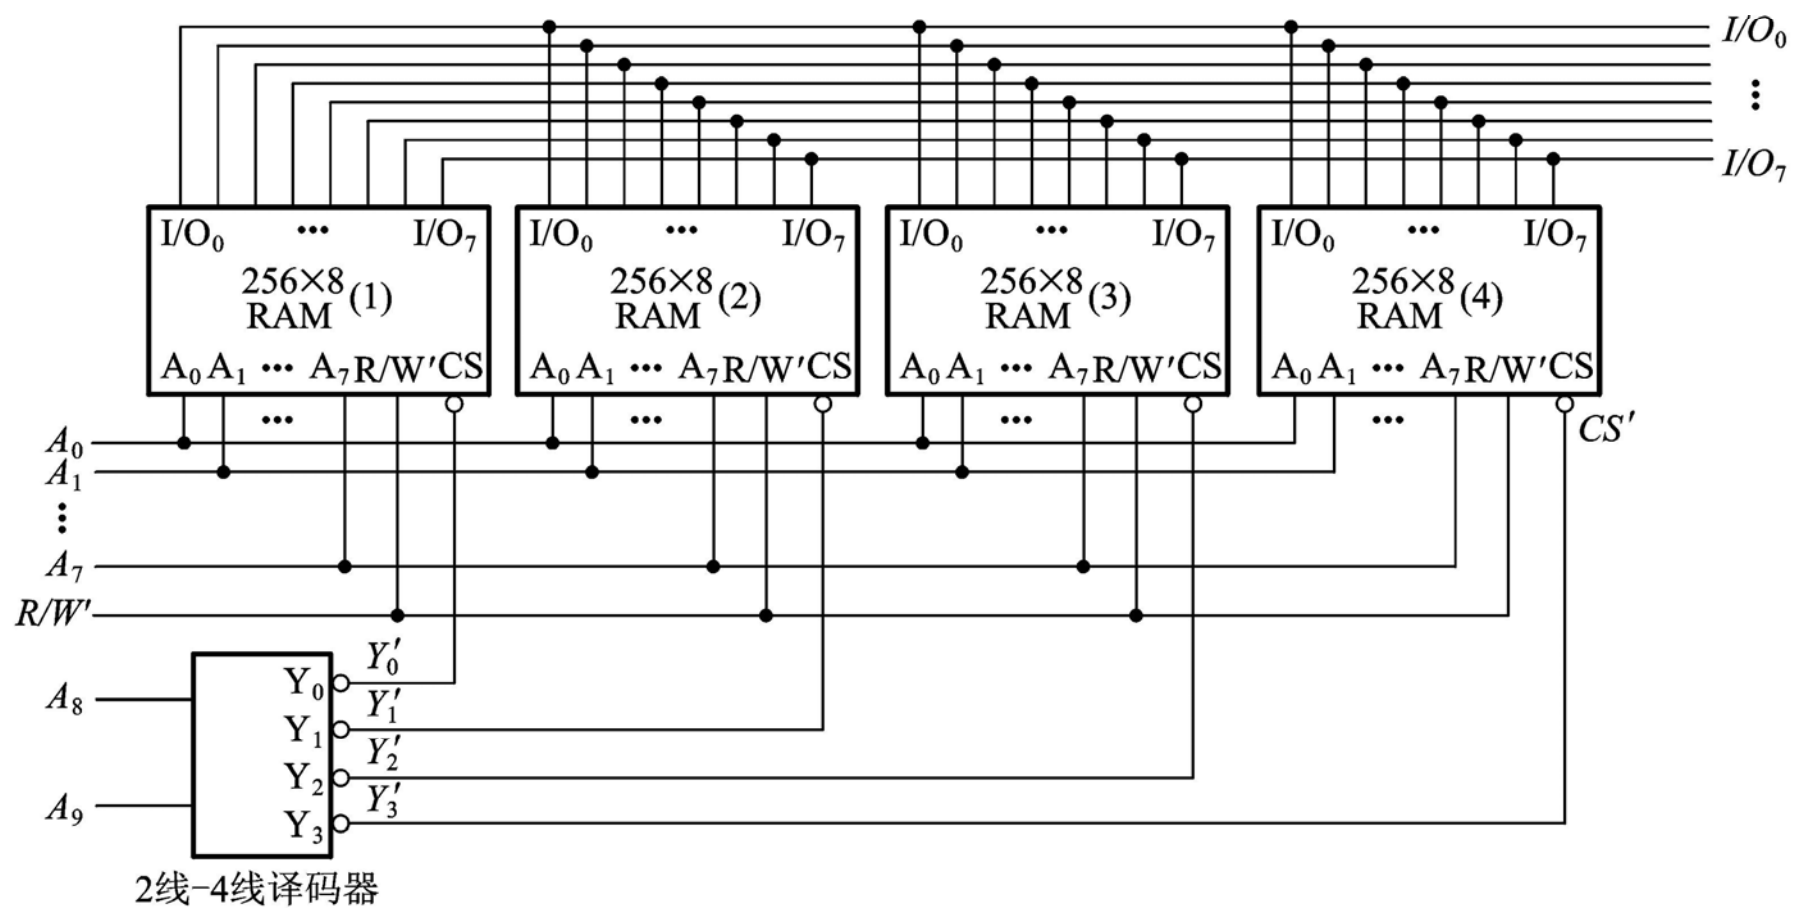 I/O₀
⋮
I/O₇
I/O₀ ··· I/O₇
256×8
RAM (1)
A₀ A₁ ··· A₇ R/W′ CS
I/O₀ ··· I/O₇
256×8
RAM (2)
A₀ A₁ ··· A₇ R/W′ CS
I/O₀ ··· I/O₇
256×8
RAM (3)
A₀ A₁ ··· A₇ R/W′ CS
I/O₀ ··· I/O₇
256×8
RAM (4)
A₀ A₁ ··· A₇ R/W′ CS
··· ··· ··· ···
CS′
A₀
A₁
⋮
A₇
R/W′
A₈
A₉
Y₀ Y₀′
Y₁ Y₁′
Y₂ Y₂′
Y₃ Y₃′
2线-4线译码器